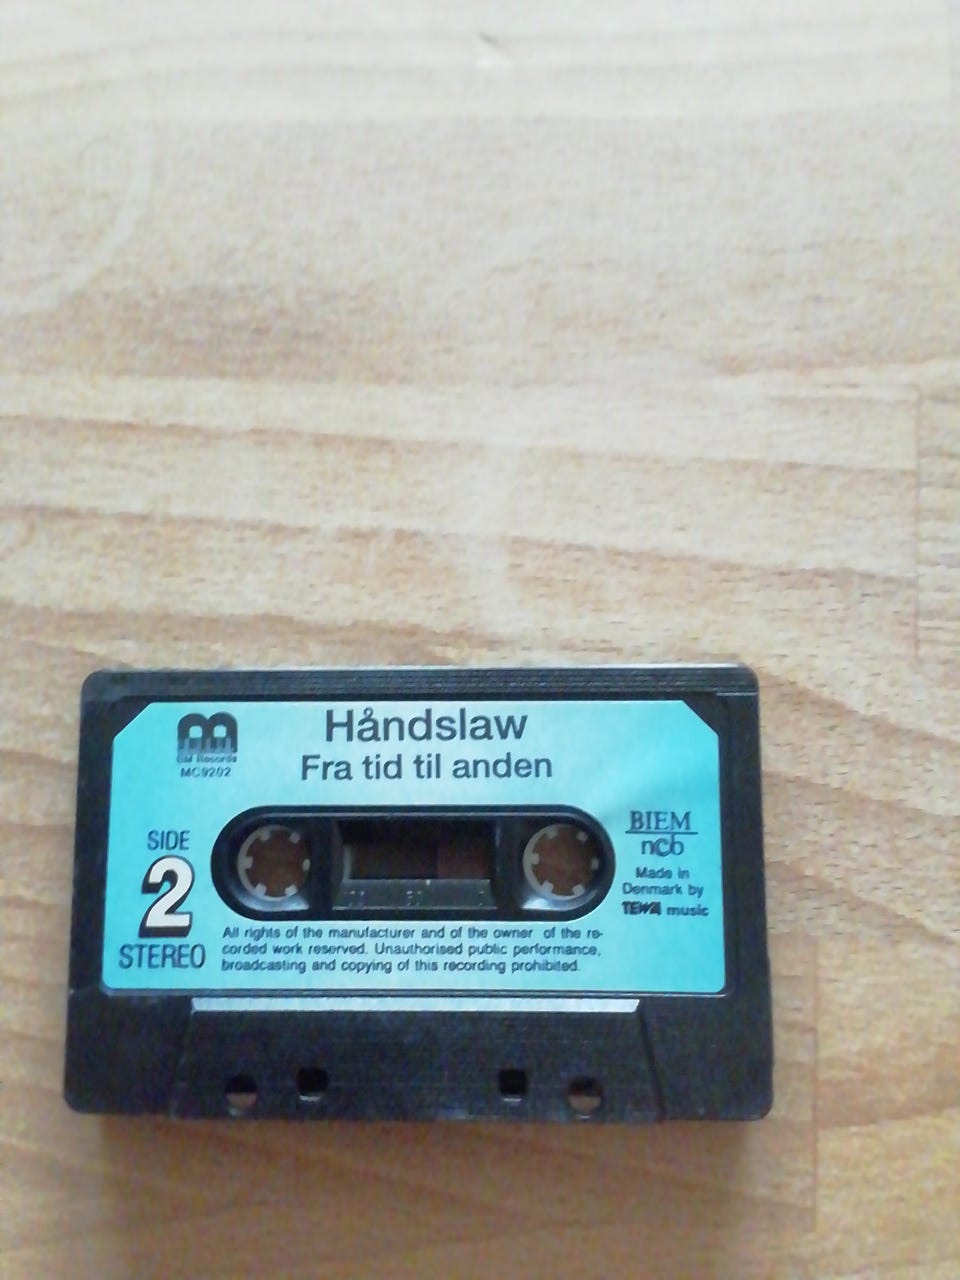 Håndslaw
Fra tid til anden
BM Records
MC9202
SIDE
2
STEREO
BIEM
ncb
Made in
Denmark by
TEWA music
All rights of the manufacturer and of the owner of the re-
corded work reserved. Unauthorised public performance,
broadcasting and copying of this recording prohibited.